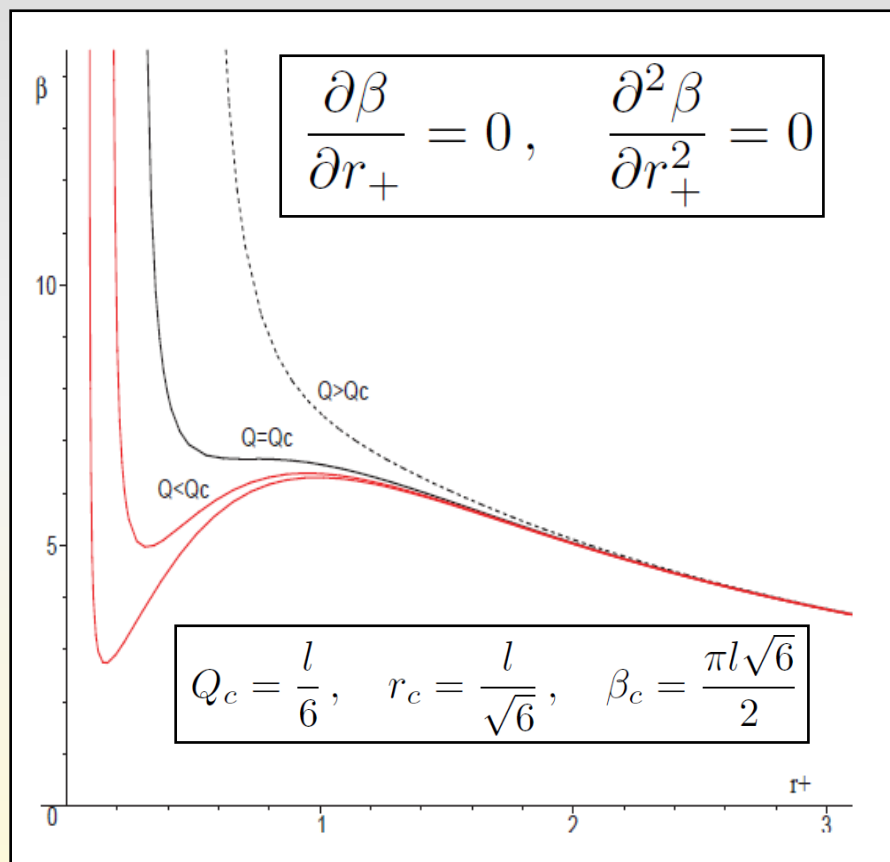 β
∂β/∂r₊ = 0 ,   ∂²β/∂r₊² = 0
10
Q>Qc
Q=Qc
Q<Qc
5
Q_c = l/6 ,   r_c = l/√6 ,   β_c = πl√6/2
r+
0
1
2
3